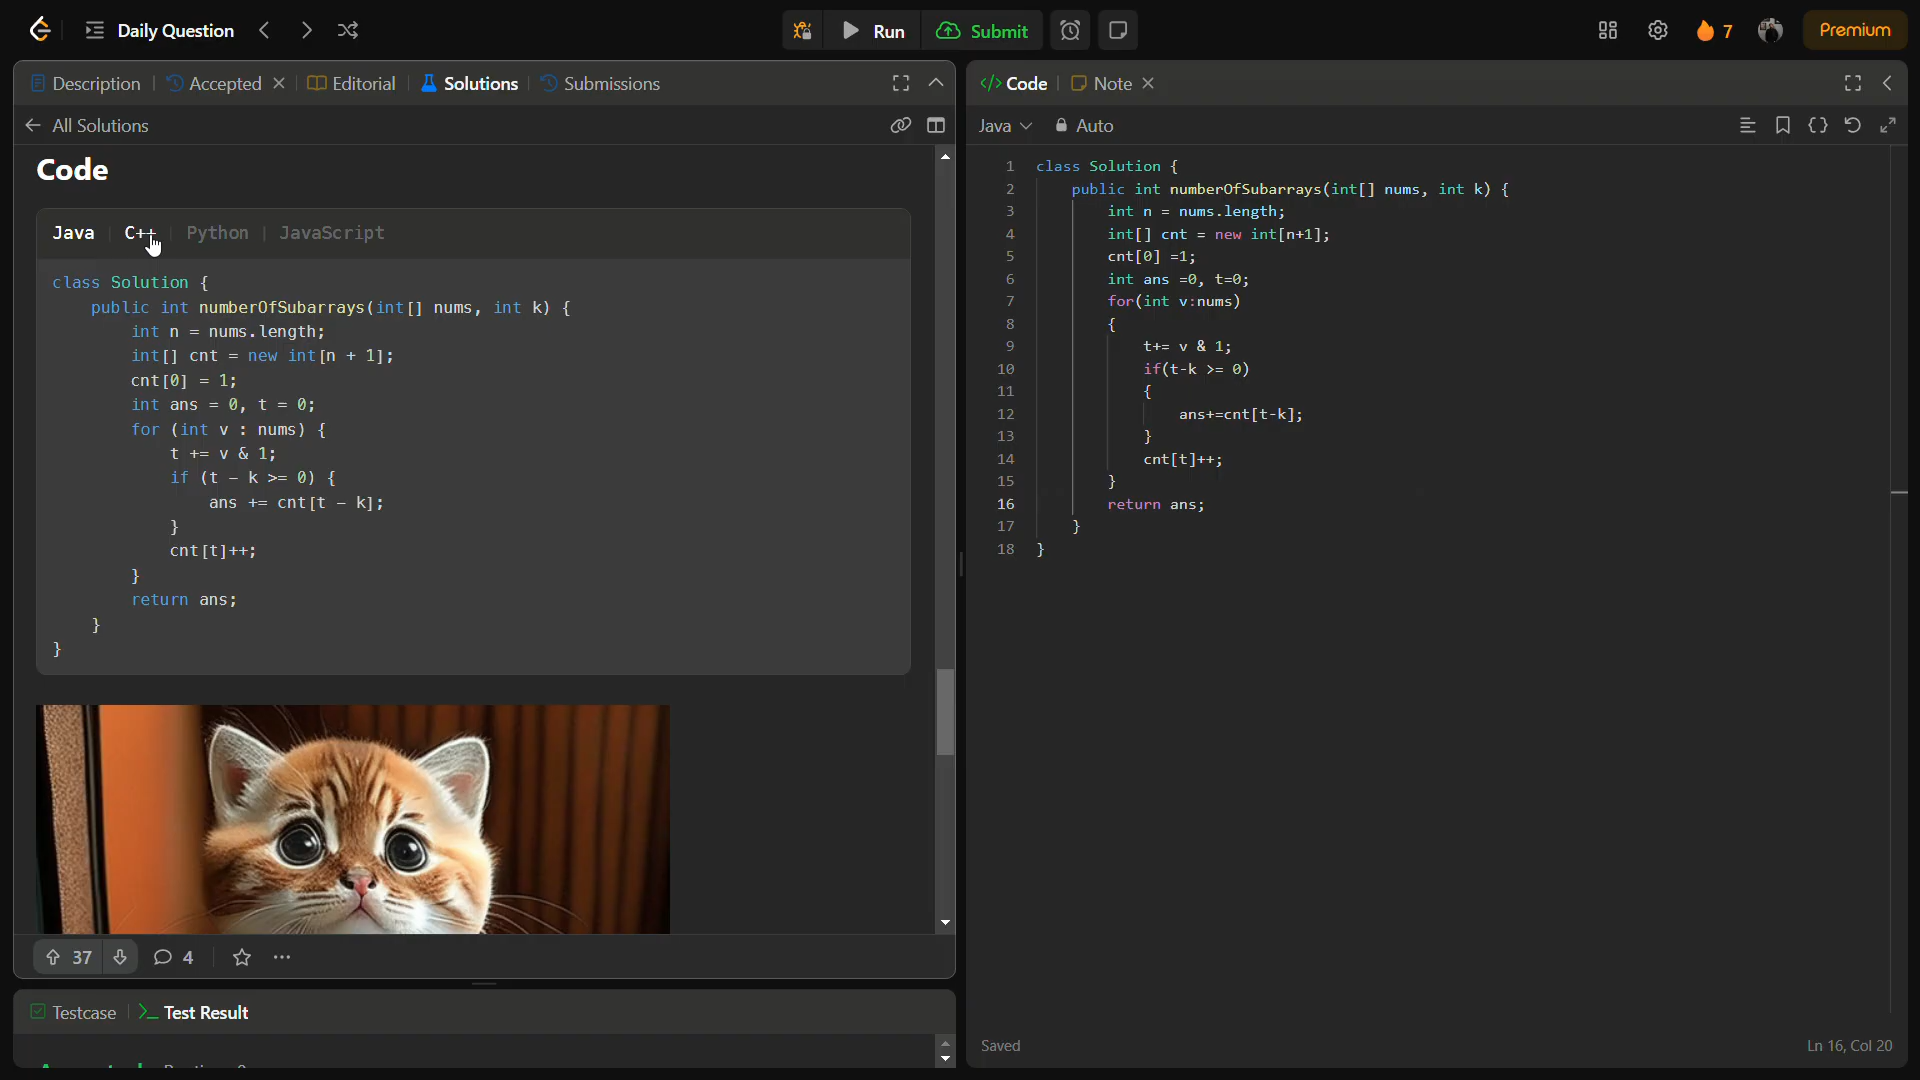 Daily Question
Run
Submit
7
Premium
Description
Accepted
Editorial
Solutions
Submissions
All Solutions
Code
Java
C++
Python
JavaScript
class Solution {
public int numberOfSubarrays(int[] nums, int k) {
int n = nums.length;
int[] cnt = new int[n + 1];
cnt[0] = 1;
int ans = 0, t = 0;
for (int v : nums) {
t += v & 1;
if (t - k >= 0) {
ans += cnt[t - k];
}
cnt[t]++;
}
return ans;
}
}
37
4
Testcase
Test Result
</> Code
Note
Java
Auto
1 class Solution {
2 public int numberOfSubarrays(int[] nums, int k) {
3 int n = nums.length;
4 int[] cnt = new int[n+1];
5 cnt[0] =1;
6 int ans =0, t=0;
7 for(int v:nums)
8 {
9 t+= v & 1;
10 if(t-k >= 0)
11 {
12 ans+=cnt[t-k];
13 }
14 cnt[t]++;
15 }
16 return ans;
17 }
18 }
Saved
Ln 16, Col 20